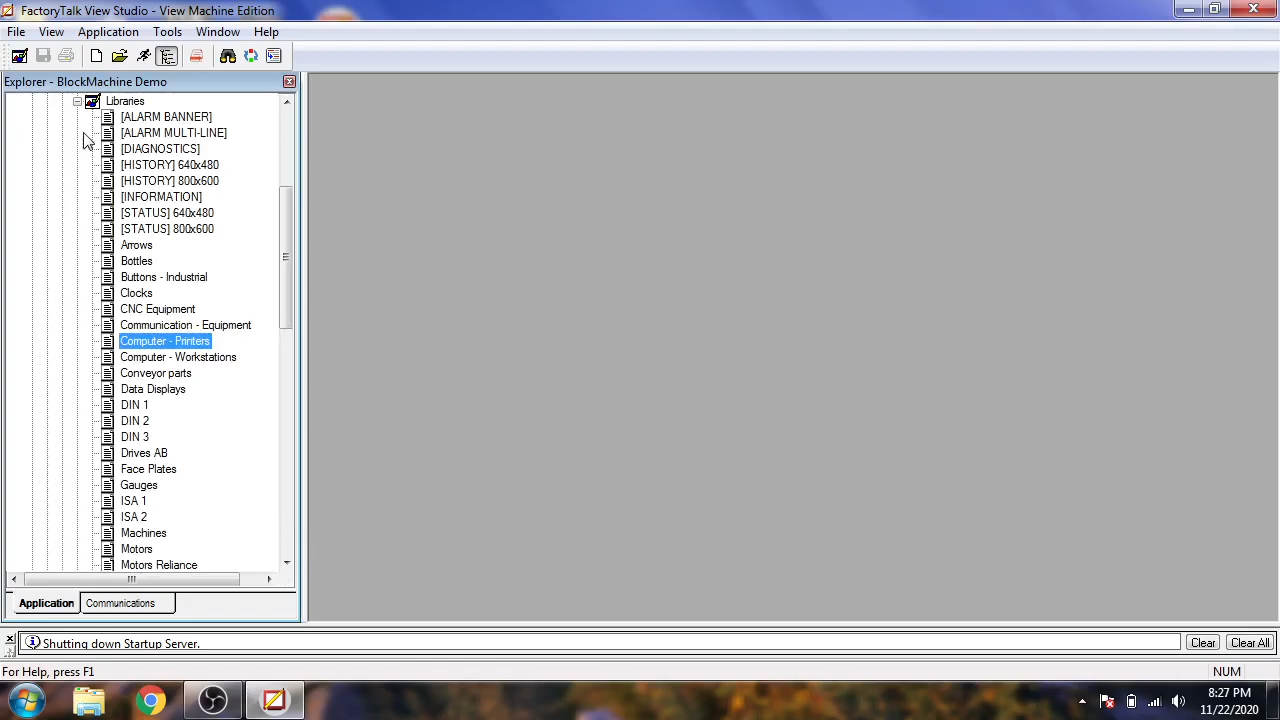 FactoryTalk View Studio - View Machine Edition
File View Application Tools Window Help
Explorer - BlockMachine Demo
Libraries
[ALARM BANNER]
[ALARM MULTI-LINE]
[DIAGNOSTICS]
[HISTORY] 640x480
[HISTORY] 800x600
[INFORMATION]
[STATUS] 640x480
[STATUS] 800x600
Arrows
Bottles
Buttons - Industrial
Clocks
CNC Equipment
Communication - Equipment
Computer - Printers
Computer - Workstations
Conveyor parts
Data Displays
DIN 1
DIN 2
DIN 3
Drives AB
Face Plates
Gauges
ISA 1
ISA 2
Machines
Motors
Motors Reliance
Application Communications
Shutting down Startup Server.
Clear Clear All
For Help, press F1
NUM
8:27 PM
11/22/2020